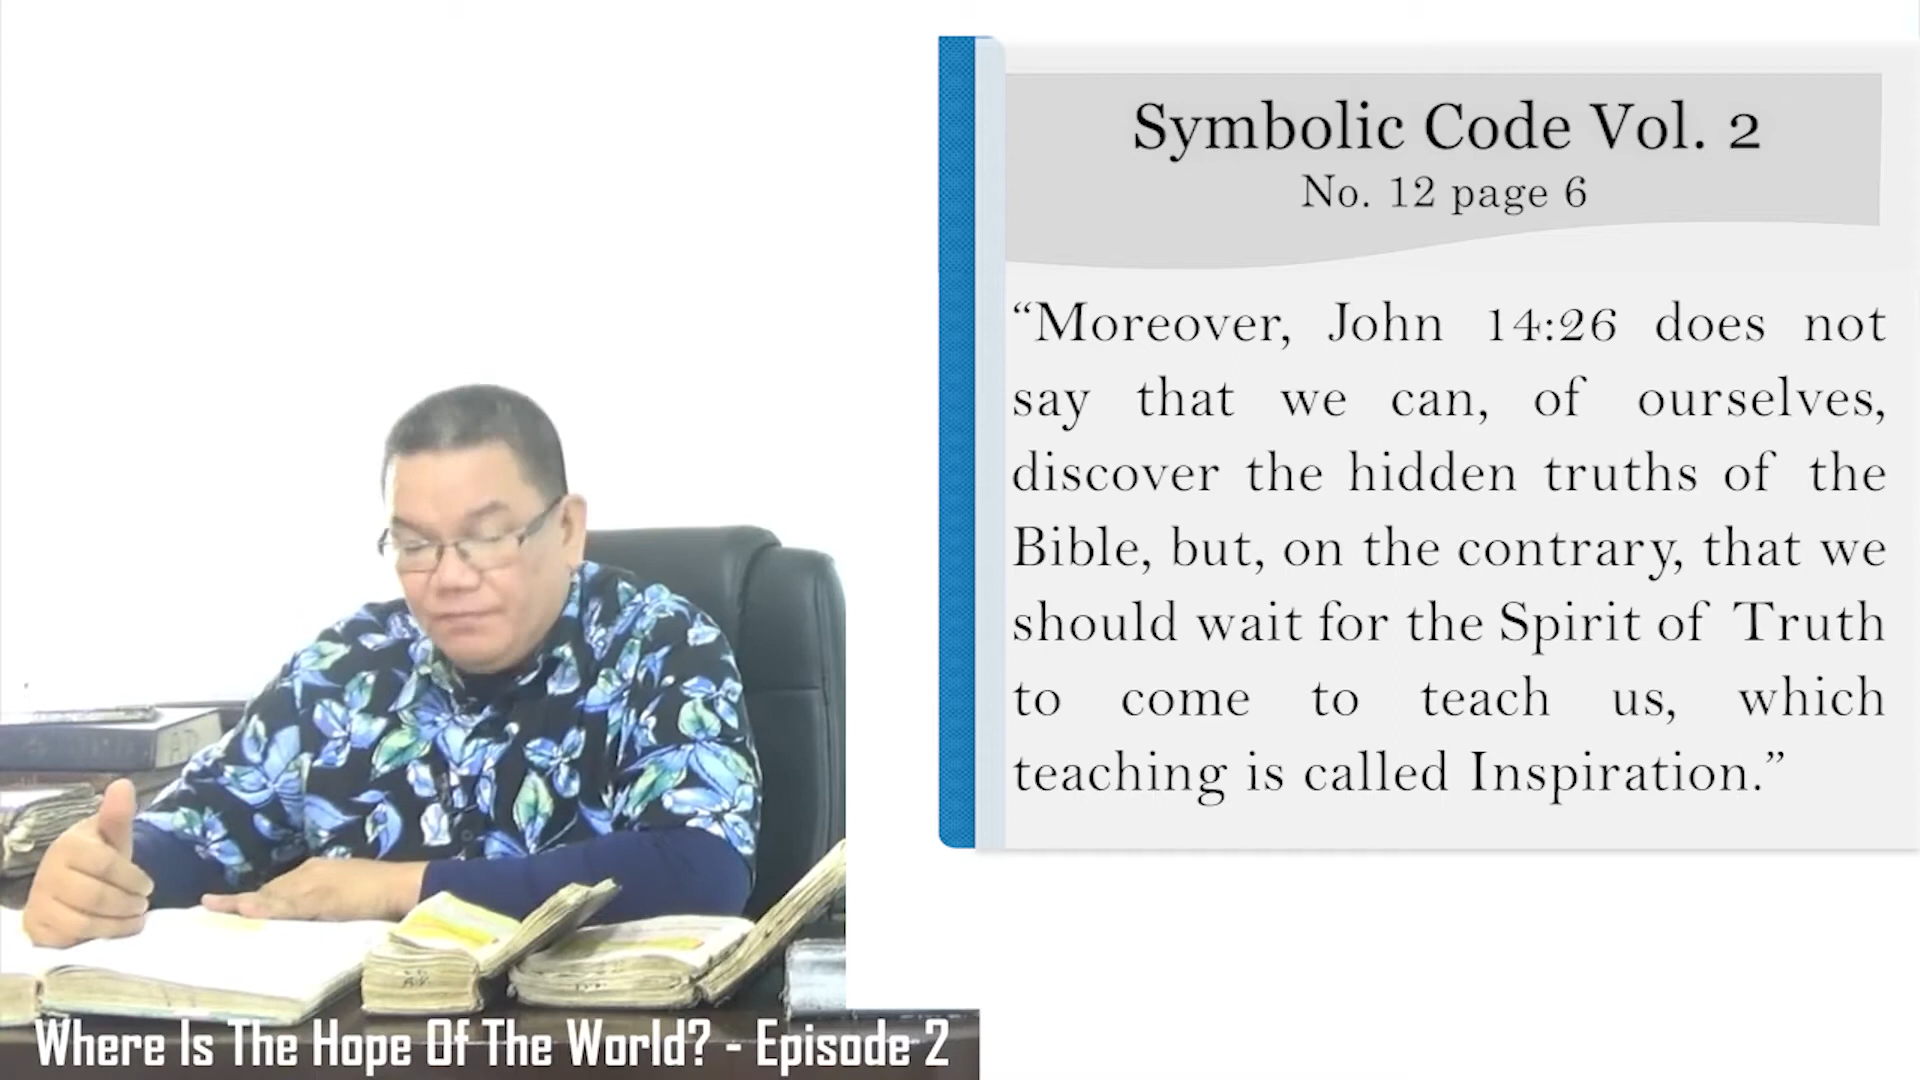 Symbolic Code Vol. 2
No. 12 page 6
“Moreover, John 14:26 does not
say that we can, of ourselves,
discover the hidden truths of the
Bible, but, on the contrary, that we
should wait for the Spirit of Truth
to come to teach us, which
teaching is called Inspiration.”
Where Is The Hope Of The World? - Episode 2